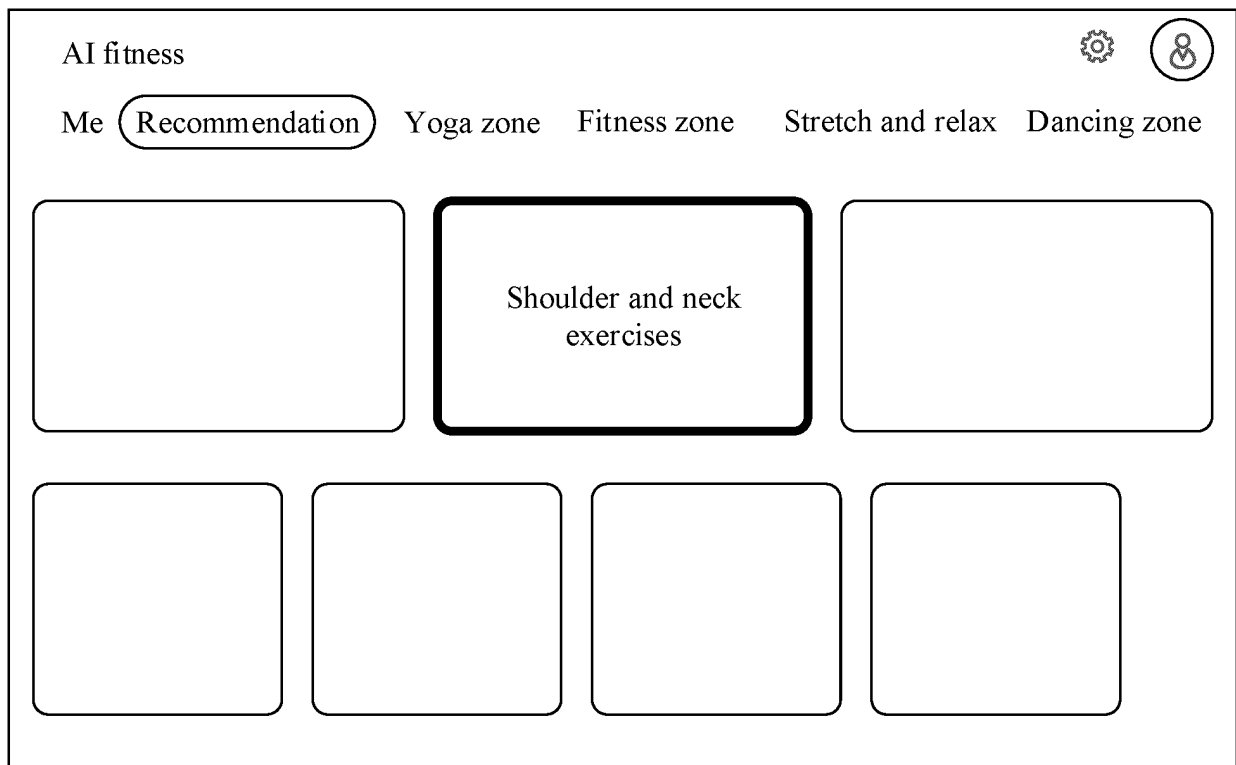 AI fitness
Me Recommendation Yoga zone Fitness zone Stretch and relax Dancing zone
Shoulder and neck
exercises